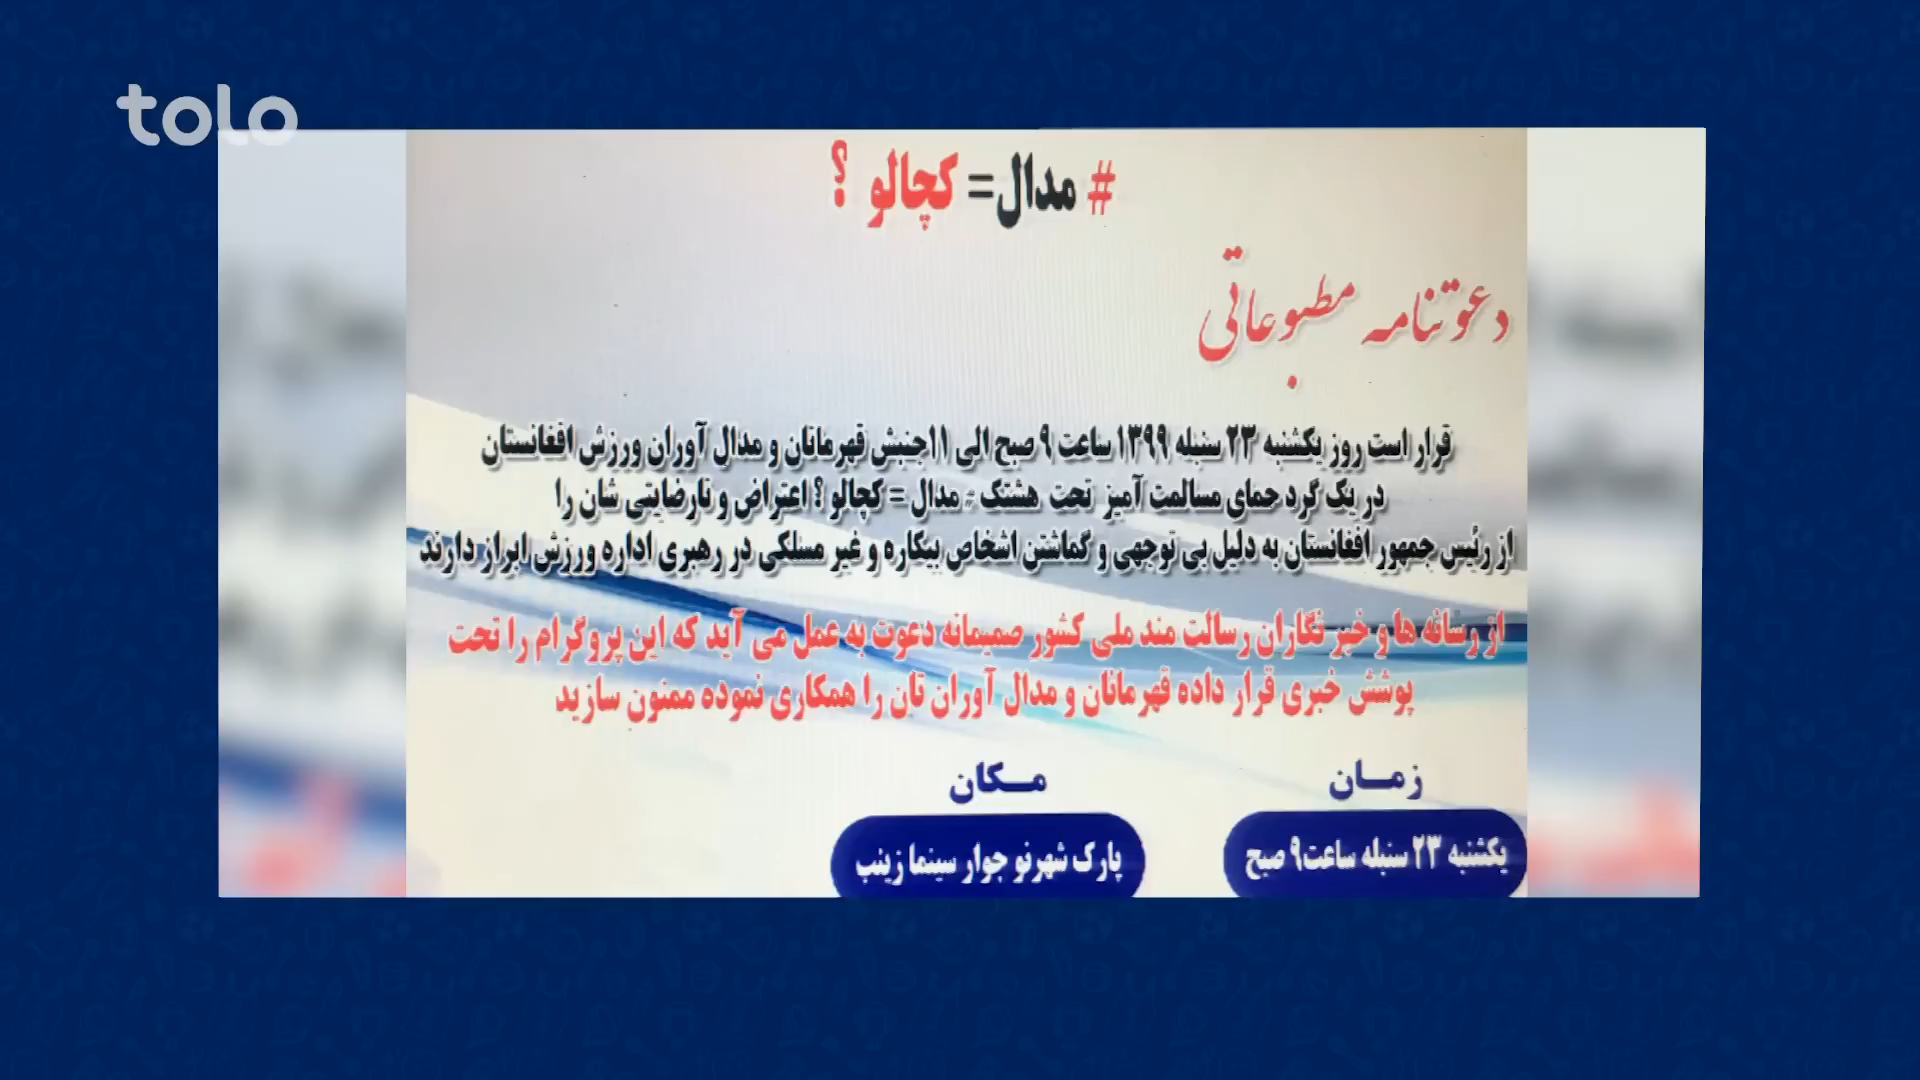 tolo
# مدال= کچالو ؟
دعوتنامه مطبوعاتی
قرار است روز یکشنبه ۲۳ سنبله ۱۳۹۹ ساعت ۹ صبح الی ۱۱جنبش قهرمانان و مدال آوران ورزش افغانستان
در یک گرد حمای مسالمت آمیز تحت هشتک # مدال = کچالو ؟ اعتراض و نارضایتی شان را
از رئیس جمهور افغانستان به دلیل بی توجهی و گماشتن اشخاص بیکاره و غیر مسلکی در رهبری اداره ورزش ابراز دارند
از رسانه ها و خبر نگاران رسالت مند ملی کشور صمیمانه دعوت به عمل می آید که این پروگرام را تحت
پوشش خبری قرار داده قهرمانان و مدال آوران تان را همکاری نموده ممنون سازید
زمـان
مـکان
یکشنبه ۲۳ سنبله ساعت۹ صبح
پارک شهرنو جوار سینما زینب